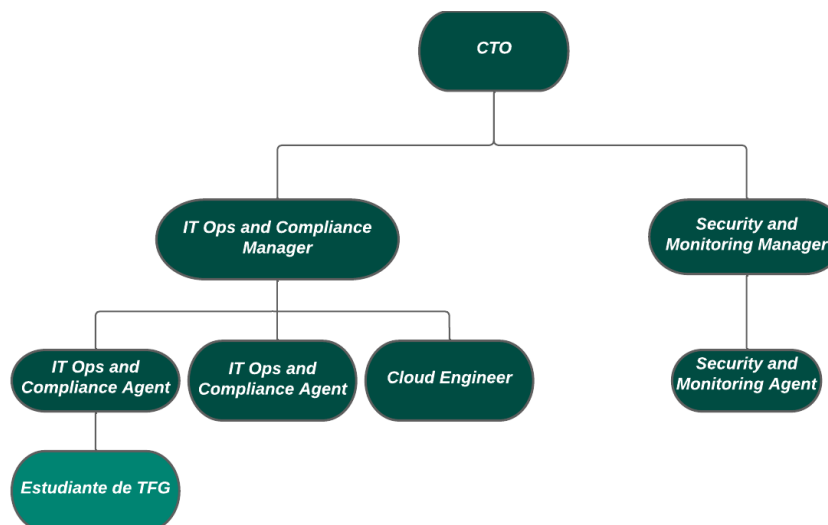 CTO
IT Ops and Compliance
Manager
Security and
Monitoring Manager
IT Ops and
Compliance Agent
IT Ops and
Compliance Agent
Cloud Engineer
Security and
Monitoring Agent
Estudiante de TFG